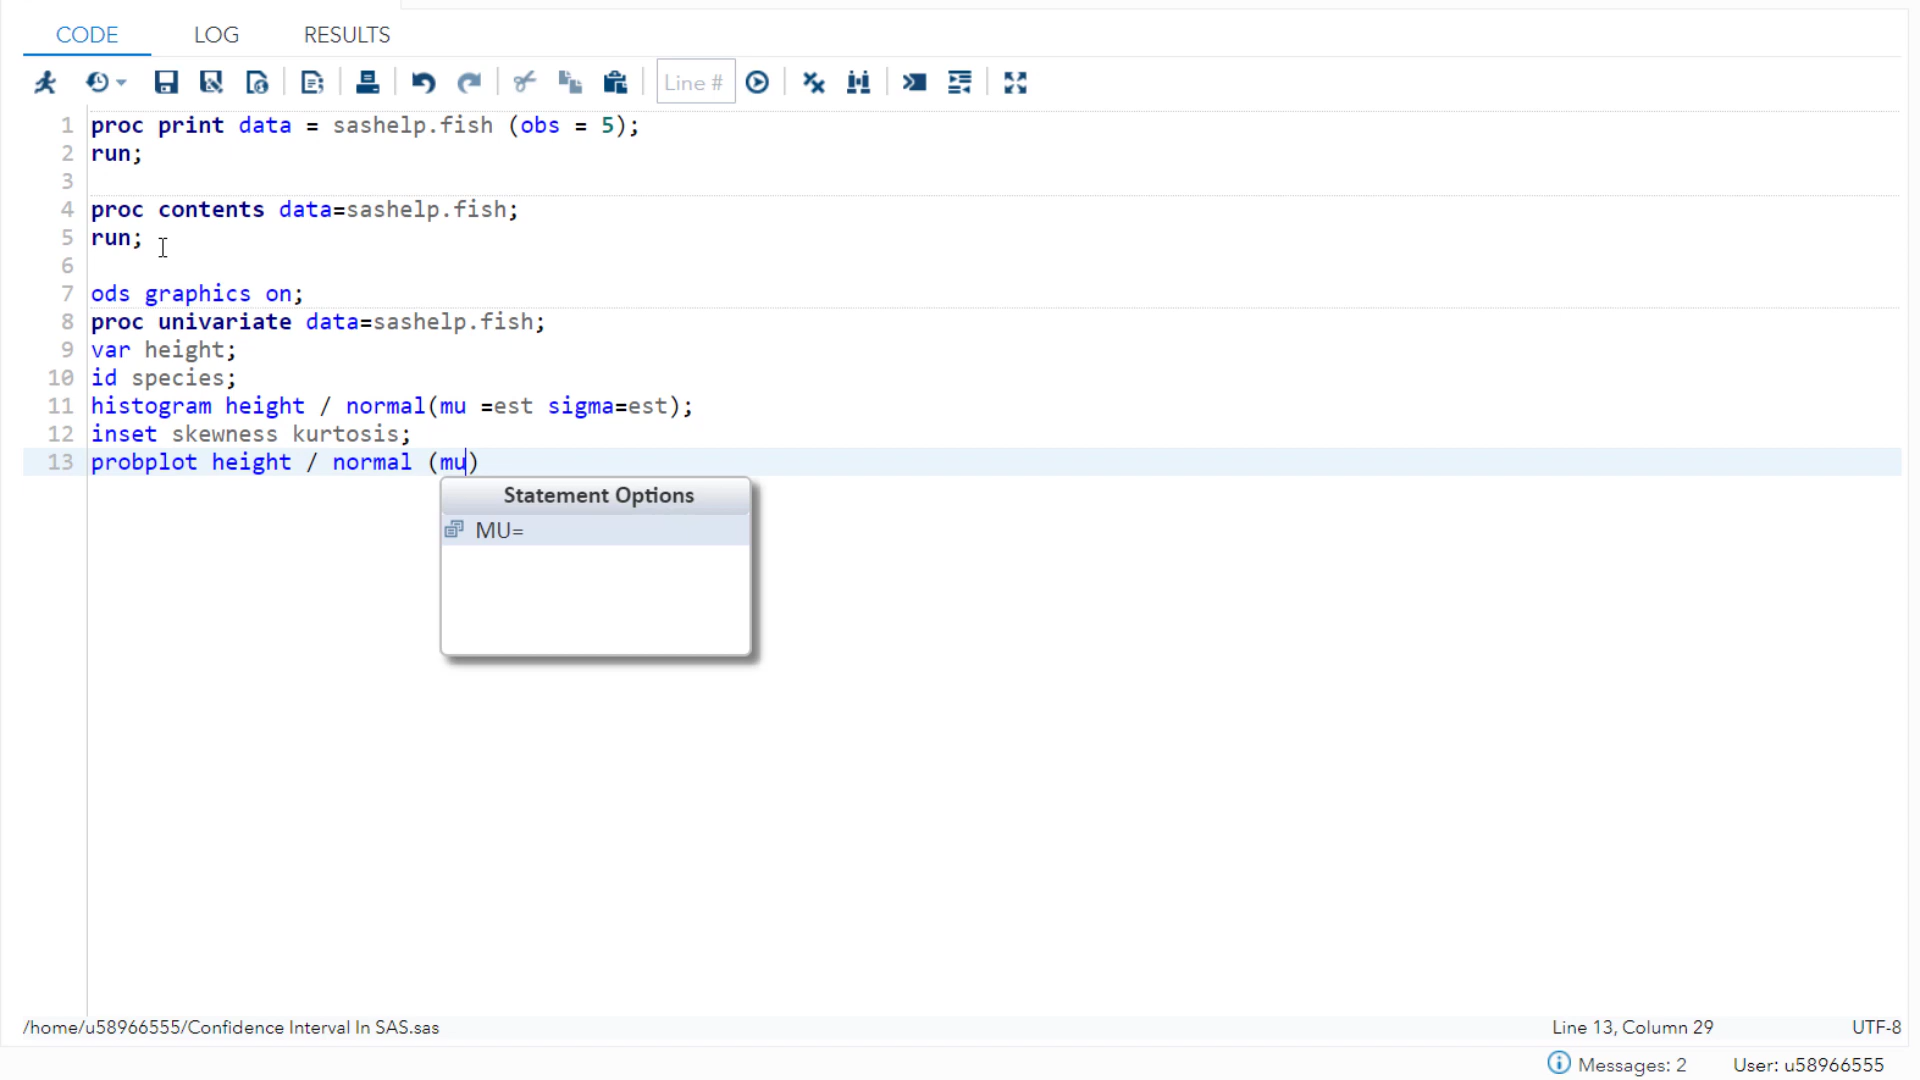 CODE LOG RESULTS
Line #
1 proc print data = sashelp.fish (obs = 5);
2 run;
3
4 proc contents data=sashelp.fish;
5 run;
6
7 ods graphics on;
8 proc univariate data=sashelp.fish;
9 var height;
10 id species;
11 histogram height / normal(mu =est sigma=est);
12 inset skewness kurtosis;
13 probplot height / normal (mu)
Statement Options
MU=
/home/u58966555/Confidence Interval In SAS.sas Line 13, Column 29 UTF-8
Messages: 2 User: u58966555